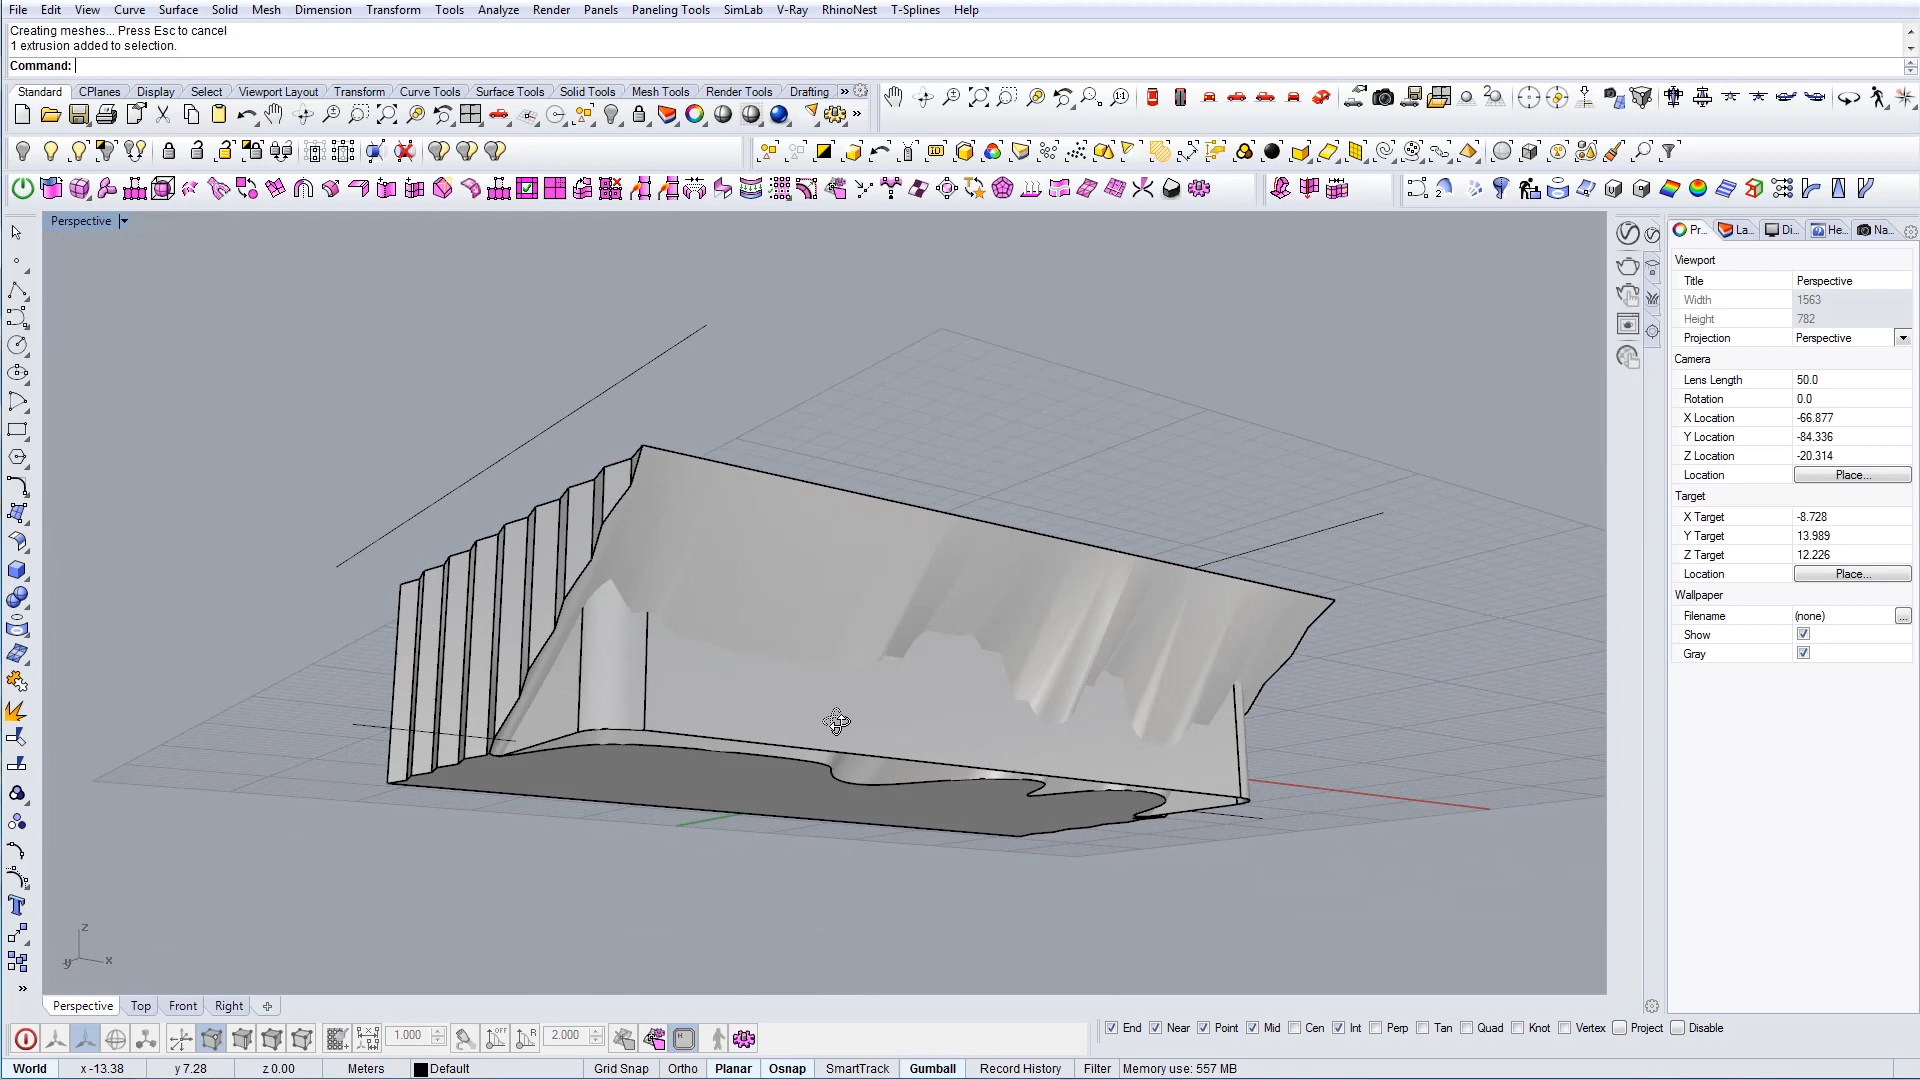 File Edit View Curve Surface Solid Mesh Dimension Transform Tools Analyze Render Panels Paneling Tools SimLab V-Ray RhinoNest T-Splines Help
Creating meshes... Press Esc to cancel
1 extrusion added to selection.
Command:
Standard CPlanes Display Select Viewport Layout Transform Curve Tools Surface Tools Solid Tools Mesh Tools Render Tools Drafting »
Perspective
Pr... La... Di... He... Na...
Viewport
Title Perspective
Width 1563
Height 782
Projection Perspective
Camera
Lens Length 50.0
Rotation 0.0
X Location -66.877
Y Location -84.336
Z Location -20.314
Location Place...
Target
X Target -8.728
Y Target 13.989
Z Target 12.226
Location Place...
Wallpaper
Filename (none) ...
Show
Gray
z
y x
Perspective Top Front Right
1.000 OFF R 2.000 H
End Near Point Mid Cen Int Perp Tan Quad Knot Vertex Project Disable
World x -13.38 y 7.28 z 0.00 Meters Default Grid Snap Ortho Planar Osnap SmartTrack Gumball Record History Filter Memory use: 557 MB